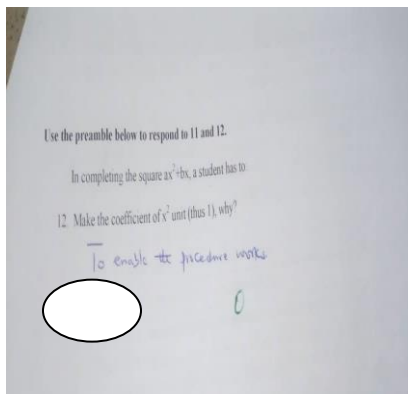 Use the preamble below to respond to 11 and 12.
In completing the square ax²+bx, a student has to
12. Make the coefficient of x² unit (thus 1), why?
To enable the procedure works
0